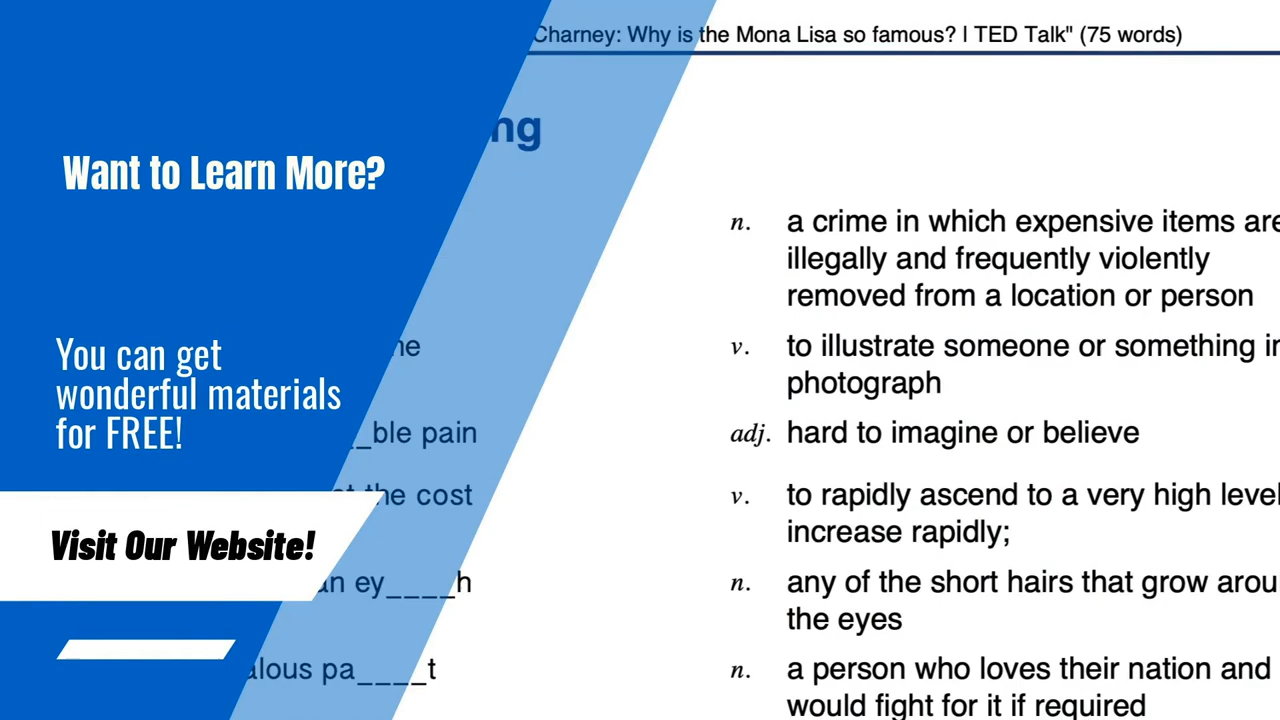 Charney: Why is the Mona Lisa so famous? | TED Talk" (75 words)
Want to Learn More?
You can get
wonderful materials
for FREE!
Visit Our Website!
ng
ne
_ble pain
the cost
an ey____h
alous pa____t
n. a crime in which expensive items are
illegally and frequently violently
removed from a location or person
v. to illustrate someone or something in
photograph
adj. hard to imagine or believe
v. to rapidly ascend to a very high level
increase rapidly;
n. any of the short hairs that grow arou
the eyes
n. a person who loves their nation and
would fight for it if required